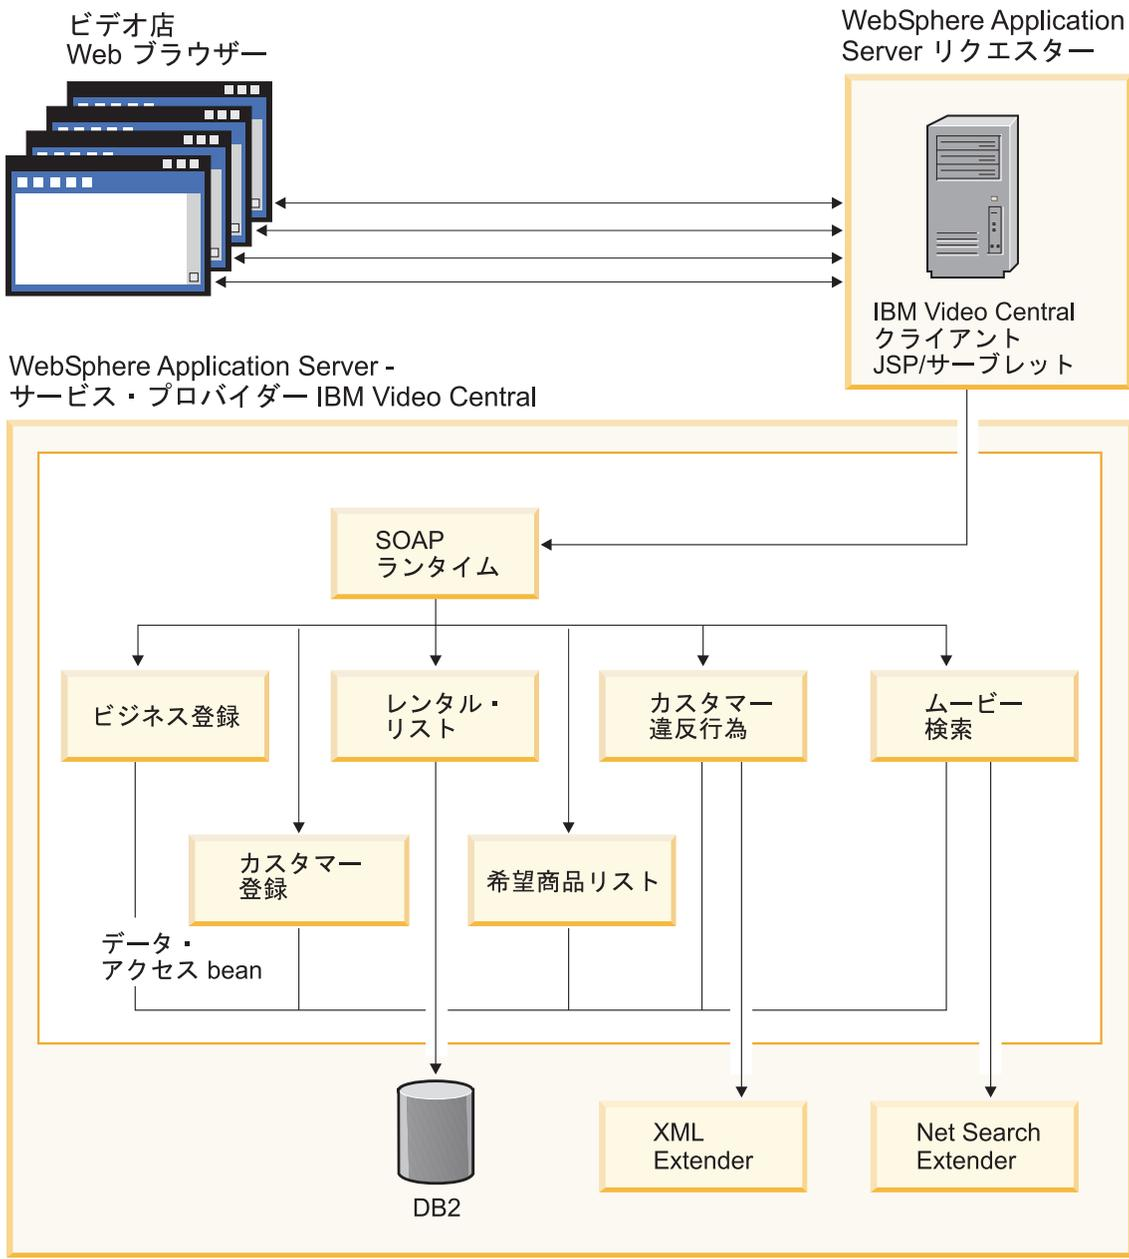 ビデオ店
Web ブラウザー
WebSphere Application
Server リクエスター
IBM Video Central
クライアント
JSP/サーブレット
WebSphere Application Server -
サービス・プロバイダー IBM Video Central
SOAP
ランタイム
ビジネス登録
レンタル・
リスト
カスタマー
違反行為
ムービー
検索
カスタマー
登録
希望商品リスト
データ・
アクセス bean
DB2
XML
Extender
Net Search
Extender